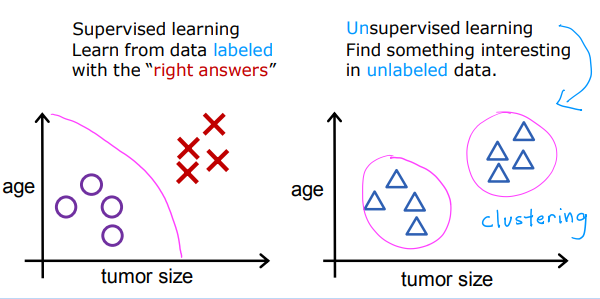 Supervised learning
Learn from data labeled
with the “right answers”
age
tumor size
Unsupervised learning
Find something interesting
in unlabeled data.
age
clustering
tumor size